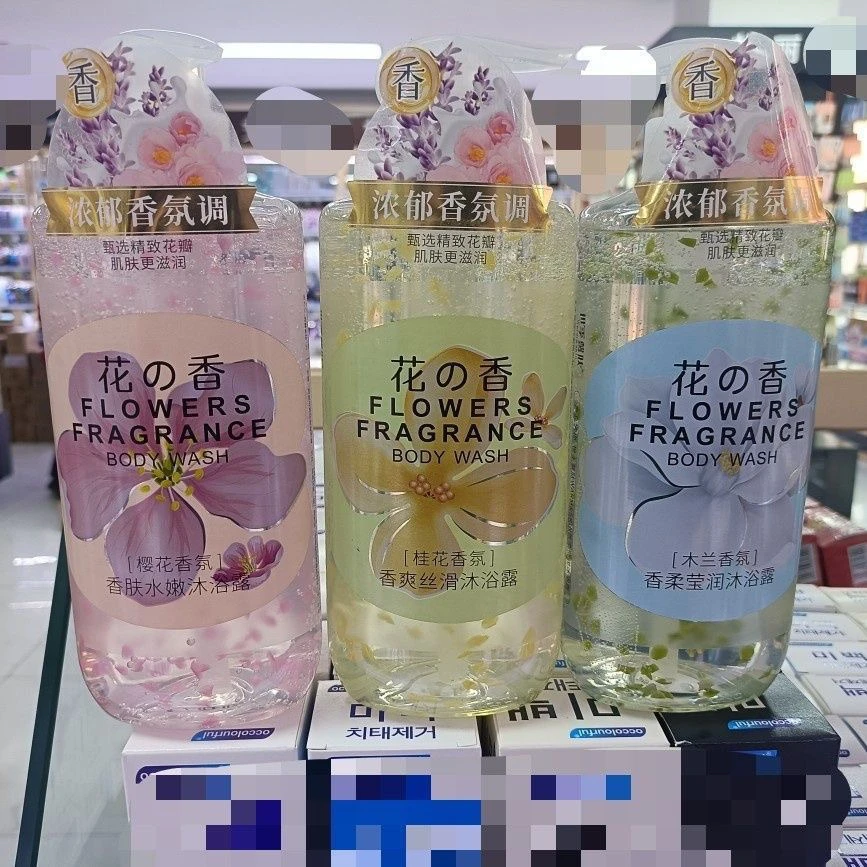 香
浓郁香氛调
甄选精致花瓣
肌肤更滋润
花の香
FLOWERS
FRAGRANCE
BODY WASH
[樱花香氛]
香肤水嫩沐浴露
香
浓郁香氛调
甄选精致花瓣
肌肤更滋润
花の香
FLOWERS
FRAGRANCE
BODY WASH
[桂花香氛]
香爽丝滑沐浴露
香
浓郁香氛
甄选精致花瓣
肌肤更滋润
花の香
FLOWERS
FRAGRANCE
BODY WASH
[木兰香氛]
香柔莹润沐浴露
occolourful
치태제거
occolourful
occolourful